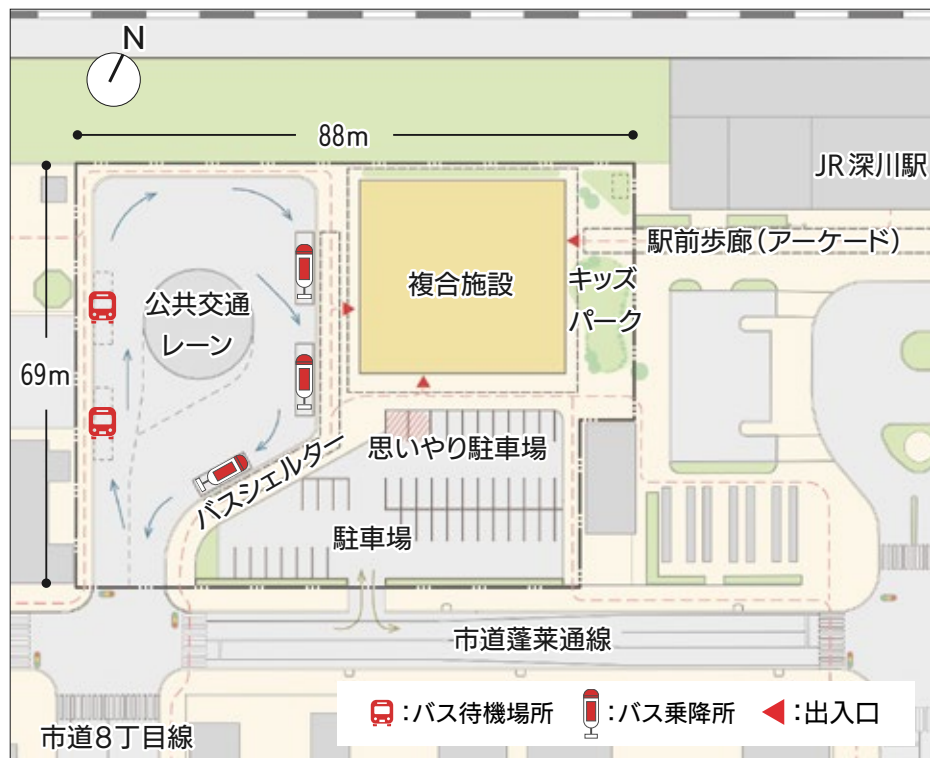 N
88m
JR深川駅
駅前歩廊(アーケード)
複合施設
キッズ
パーク
公共交通
レーン
69m
思いやり駐車場
バスシェルター
駐車場
市道蓬莱通線
市道8丁目線
:バス待機場所
:バス乗降所
:出入口